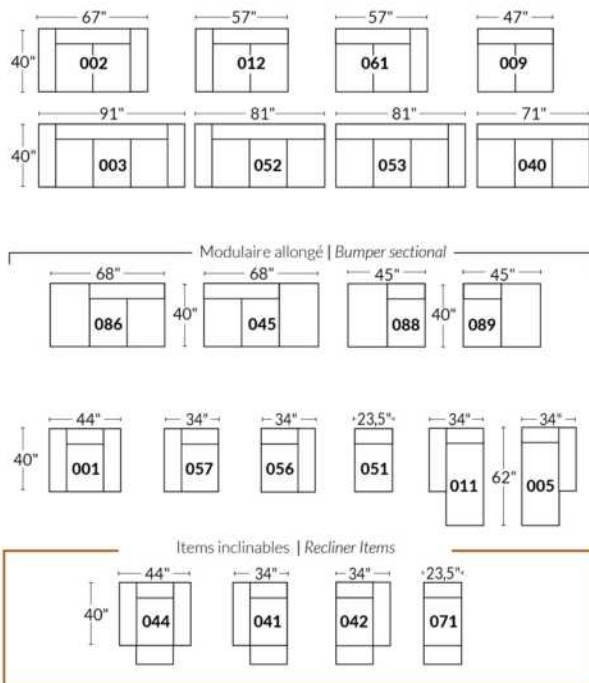 67" 57" 57" 47"
40" 002 012 061 009
91" 81" 81" 71"
40" 003 052 053 040
Modulaire allongé | Bumper sectional
68" 68" 45" 45"
086 40" 045 088 40" 089
44" 34" 34" 23,5" 34" 34"
40" 001 057 056 051 011 62" 005
Items inclinables | Recliner Items
44" 34" 34" 23,5"
40" 044 041 042 071